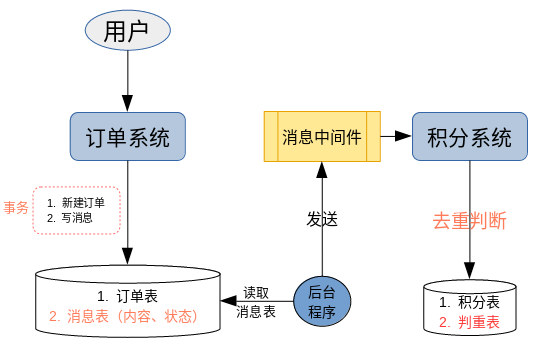 用户
订单系统
消息中间件
积分系统
事务
1. 新建订单
2. 写消息
发送
去重判断
1. 订单表
2. 消息表（内容、状态）
读取
消息表
后台
程序
1. 积分表
2. 判重表